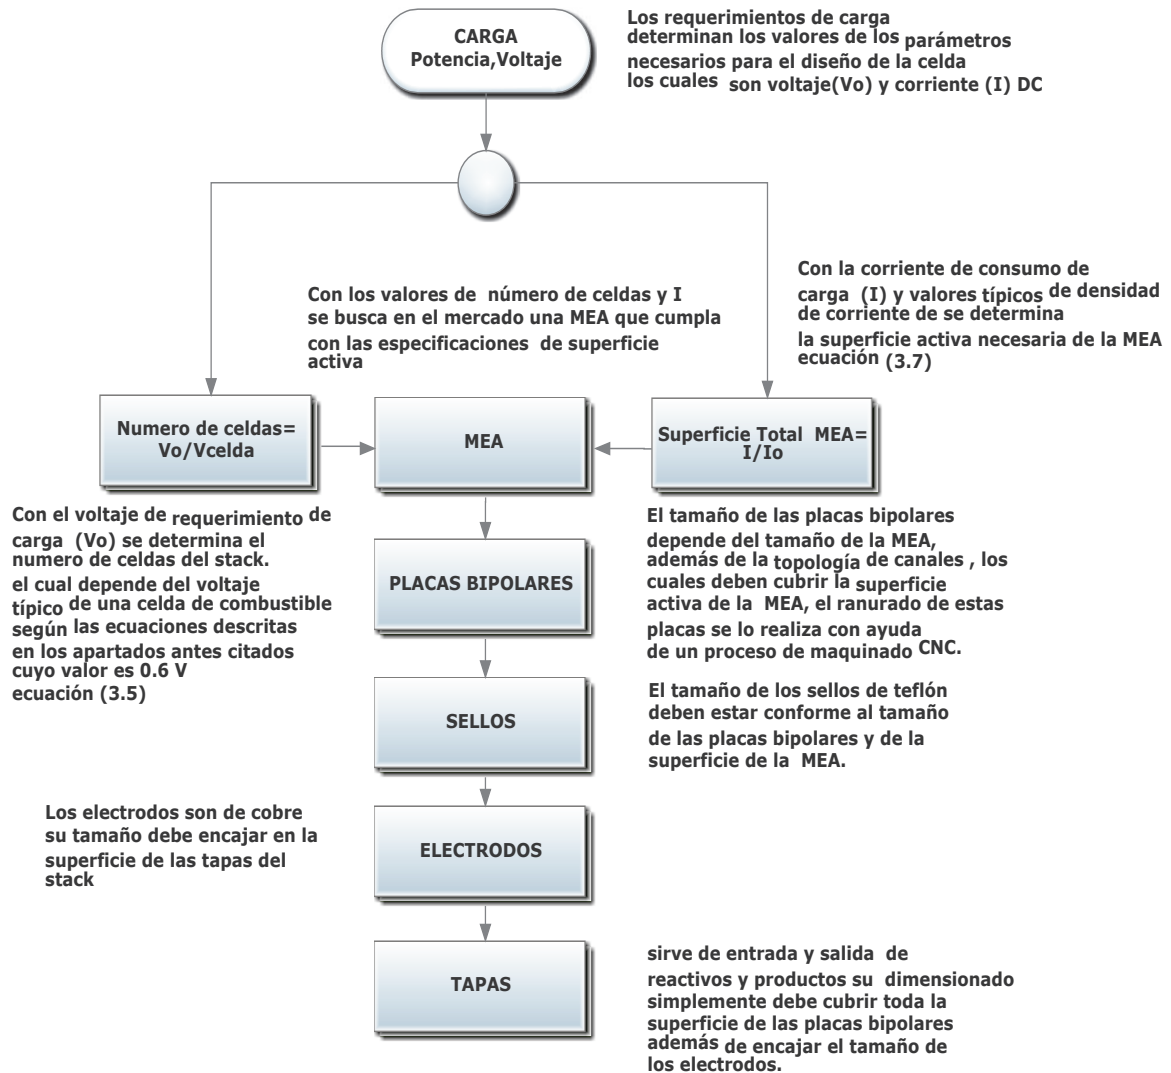 CARGA
Potencia,Voltaje
Los requerimientos de carga
determinan los valores de los parámetros
necesarios para el diseño de la celda
los cuales son voltaje(Vo) y corriente (I) DC
Con los valores de número de celdas y I
se busca en el mercado una MEA que cumpla
con las especificaciones de superficie
activa
Con la corriente de consumo de
carga (I) y valores típicos de densidad
de corriente de se determina
la superficie activa necesaria de la MEA
ecuación (3.7)
Numero de celdas=
Vo/Vcelda
MEA
Superficie Total MEA=
I/Io
Con el voltaje de requerimiento de
carga (Vo) se determina el
numero de celdas del stack.
el cual depende del voltaje
típico de una celda de combustible
según las ecuaciones descritas
en los apartados antes citados
cuyo valor es 0.6 V
ecuación (3.5)
PLACAS BIPOLARES
El tamaño de las placas bipolares
depende del tamaño de la MEA,
además de la topología de canales , los
cuales deben cubrir la superficie
activa de la MEA, el ranurado de estas
placas se lo realiza con ayuda
de un proceso de maquinado CNC.
SELLOS
El tamaño de los sellos de teflón
deben estar conforme al tamaño
de las placas bipolares y de la
superficie de la MEA.
Los electrodos son de cobre
su tamaño debe encajar en la
superficie de las tapas del
stack
ELECTRODOS
TAPAS
sirve de entrada y salida de
reactivos y productos su dimensionado
simplemente debe cubrir toda la
superficie de las placas bipolares
además de encajar el tamaño de
los electrodos.